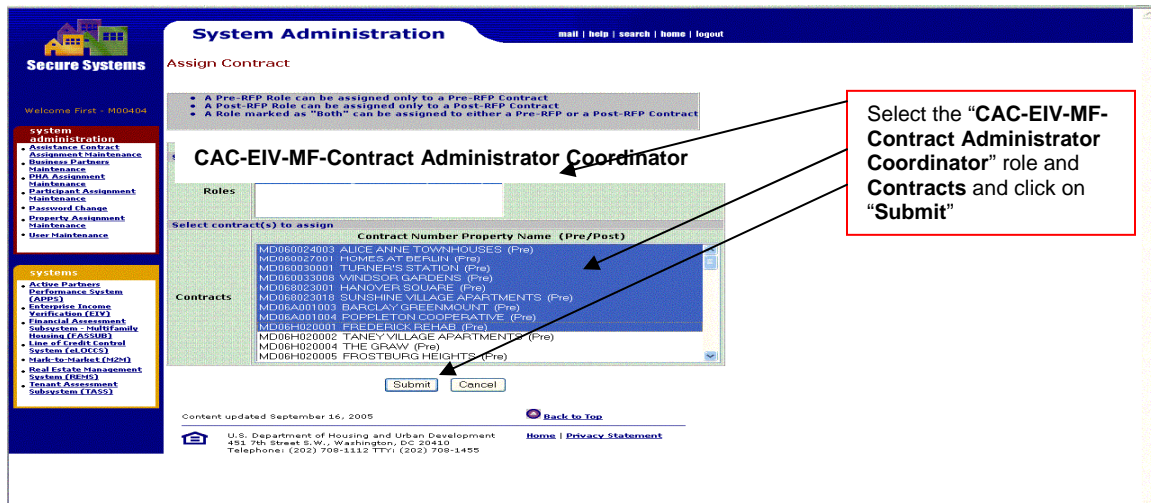 System Administration
mail | help | search | home | logout
Secure Systems
Assign Contract
Welcome First - M00404
• A Pre-RFP Role can be assigned only to a Pre-RFP Contract
• A Post-RFP Role can be assigned only to a Post-RFP Contract
• A Role marked as "Both" can be assigned to either a Pre-RFP or a Post-RFP Contract
system
administration
• Assistance Contract
Assignment Maintenance
• Business Partners
Maintenance
• PHA Assignment
Maintenance
• Participant Assignment
Maintenance
• Password Change
• Property Assignment
Maintenance
• User Maintenance
systems
• Active Partners
Performance System
(APPS)
• Enterprise Income
Verification (EIV)
• Financial Assessment
Subsystem - Multifamily
Housing (FASSUB)
• Line of Credit Control
System (eLOCCS)
• Mark-to-Market (M2M)
• Real Estate Management
System (REMS)
• Tenant Assessment
Subsystem (TASS)
CAC-EIV-MF-Contract Administrator Coordinator
Roles
Select contract(s) to assign
Contract Number Property Name (Pre/Post)
Contracts
MD060024003 ALICE ANNE TOWNHOUSES (Pre)
MD060027001 HOMES AT BERLIN (Pre)
MD060030001 TURNER'S STATION (Pre)
MD060033008 WINDSOR GARDENS (Pre)
MD068023001 HANOVER SQUARE (Pre)
MD068023018 SUNSHINE VILLAGE APARTMENTS (Pre)
MD06A001003 BARCLAY GREENMOUNT (Pre)
MD06A001004 POPPLETON COOPERATIVE (Pre)
MD06H020001 FREDERICK REHAB (Pre)
MD06H020002 TANEY VILLAGE APARTMENTS (Pre)
MD06H020004 THE GRAW (Pre)
MD06H020005 FROSTBURG HEIGHTS (Pre)
Submit Cancel
Content updated September 16, 2005
Back to Top
U.S. Department of Housing and Urban Development
451 7th Street S.W., Washington, DC 20410
Telephone: (202) 708-1112 TTY: (202) 708-1455
Home | Privacy Statement
Select the “CAC-EIV-MF-
Contract Administrator
Coordinator” role and
Contracts and click on
“Submit”